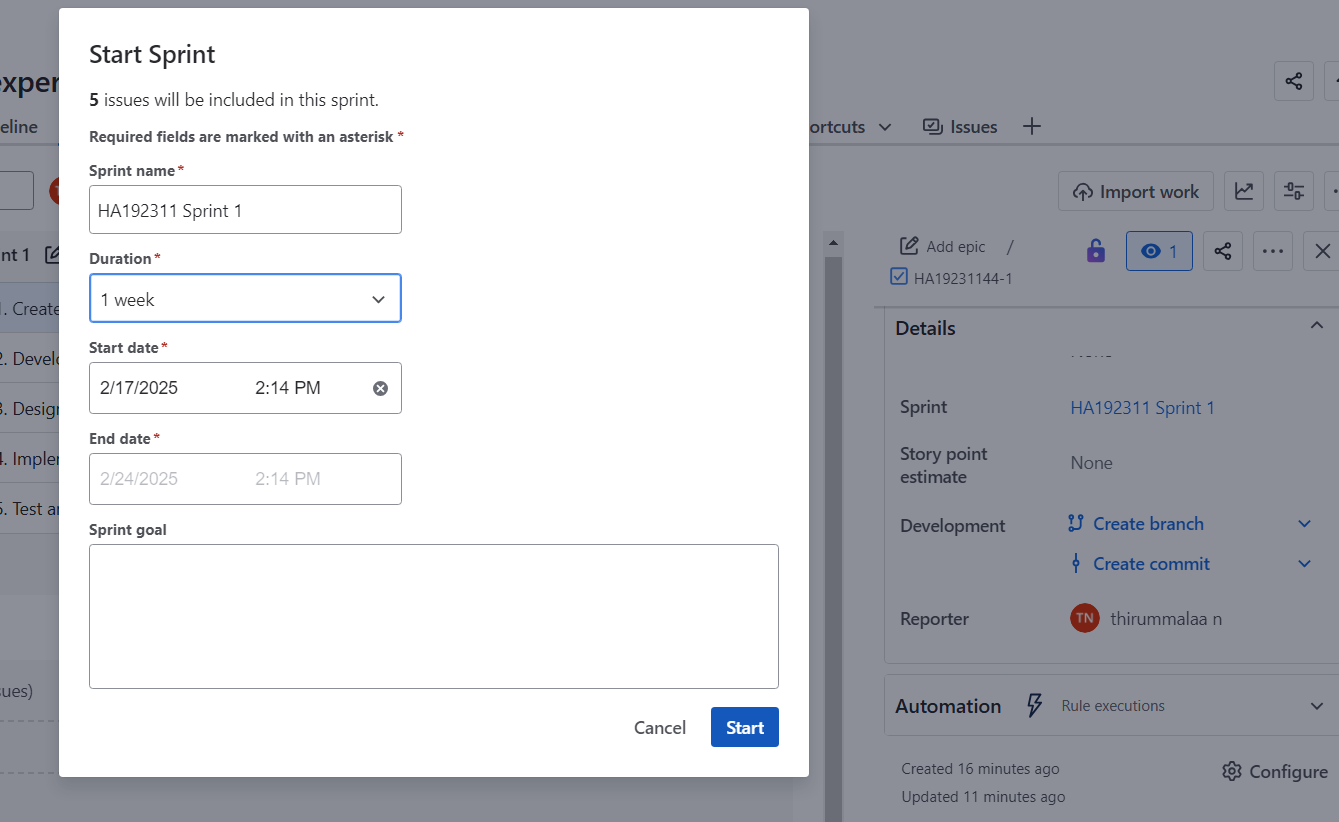 Start Sprint
5 issues will be included in this sprint.
Required fields are marked with an asterisk *
Sprint name*
HA192311 Sprint 1
Duration*
1 week
Start date*
2/17/2025 2:14 PM
End date*
2/24/2025 2:14 PM
Sprint goal
Cancel Start
exper
eline
ortcuts Issues
Import work
nt 1
1. Create
2. Develo
3. Design
4. Implem
5. Test an
sues)
Add epic / 1
HA19231144-1
Details
Sprint HA192311 Sprint 1
Story point
estimate None
Development Create branch
Create commit
Reporter TN thirummalaa n
Automation Rule executions
Created 16 minutes ago
Configure
Updated 11 minutes ago